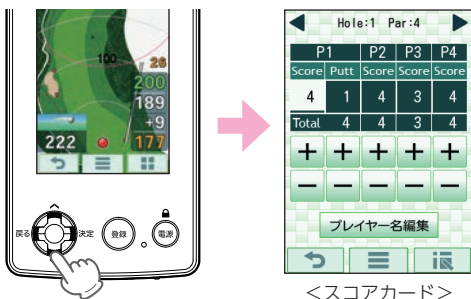 100
26
200
189
+9
222
177
戻る
決定
登録
電源
Hole:1 Par:4
P1 P2 P3 P4
Score Putt Score Score Score
4 1 4 3 4
Total 4 4 3 4
プレイヤー名編集
<スコアカード>